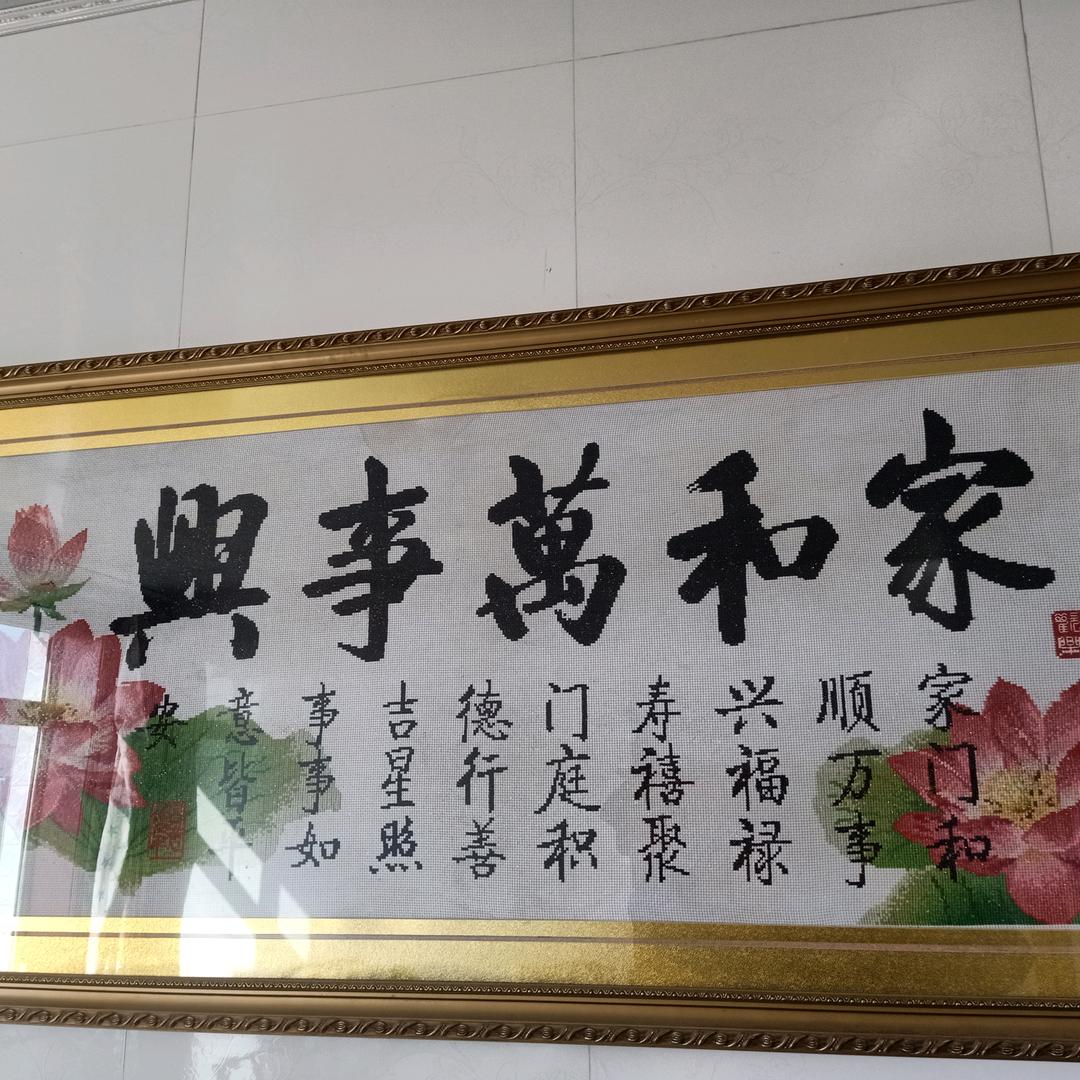 家和萬事興
家门和
顺万事
兴福禄
寿禧聚
门庭积
德行善
吉星照
事事如
意皆平
安